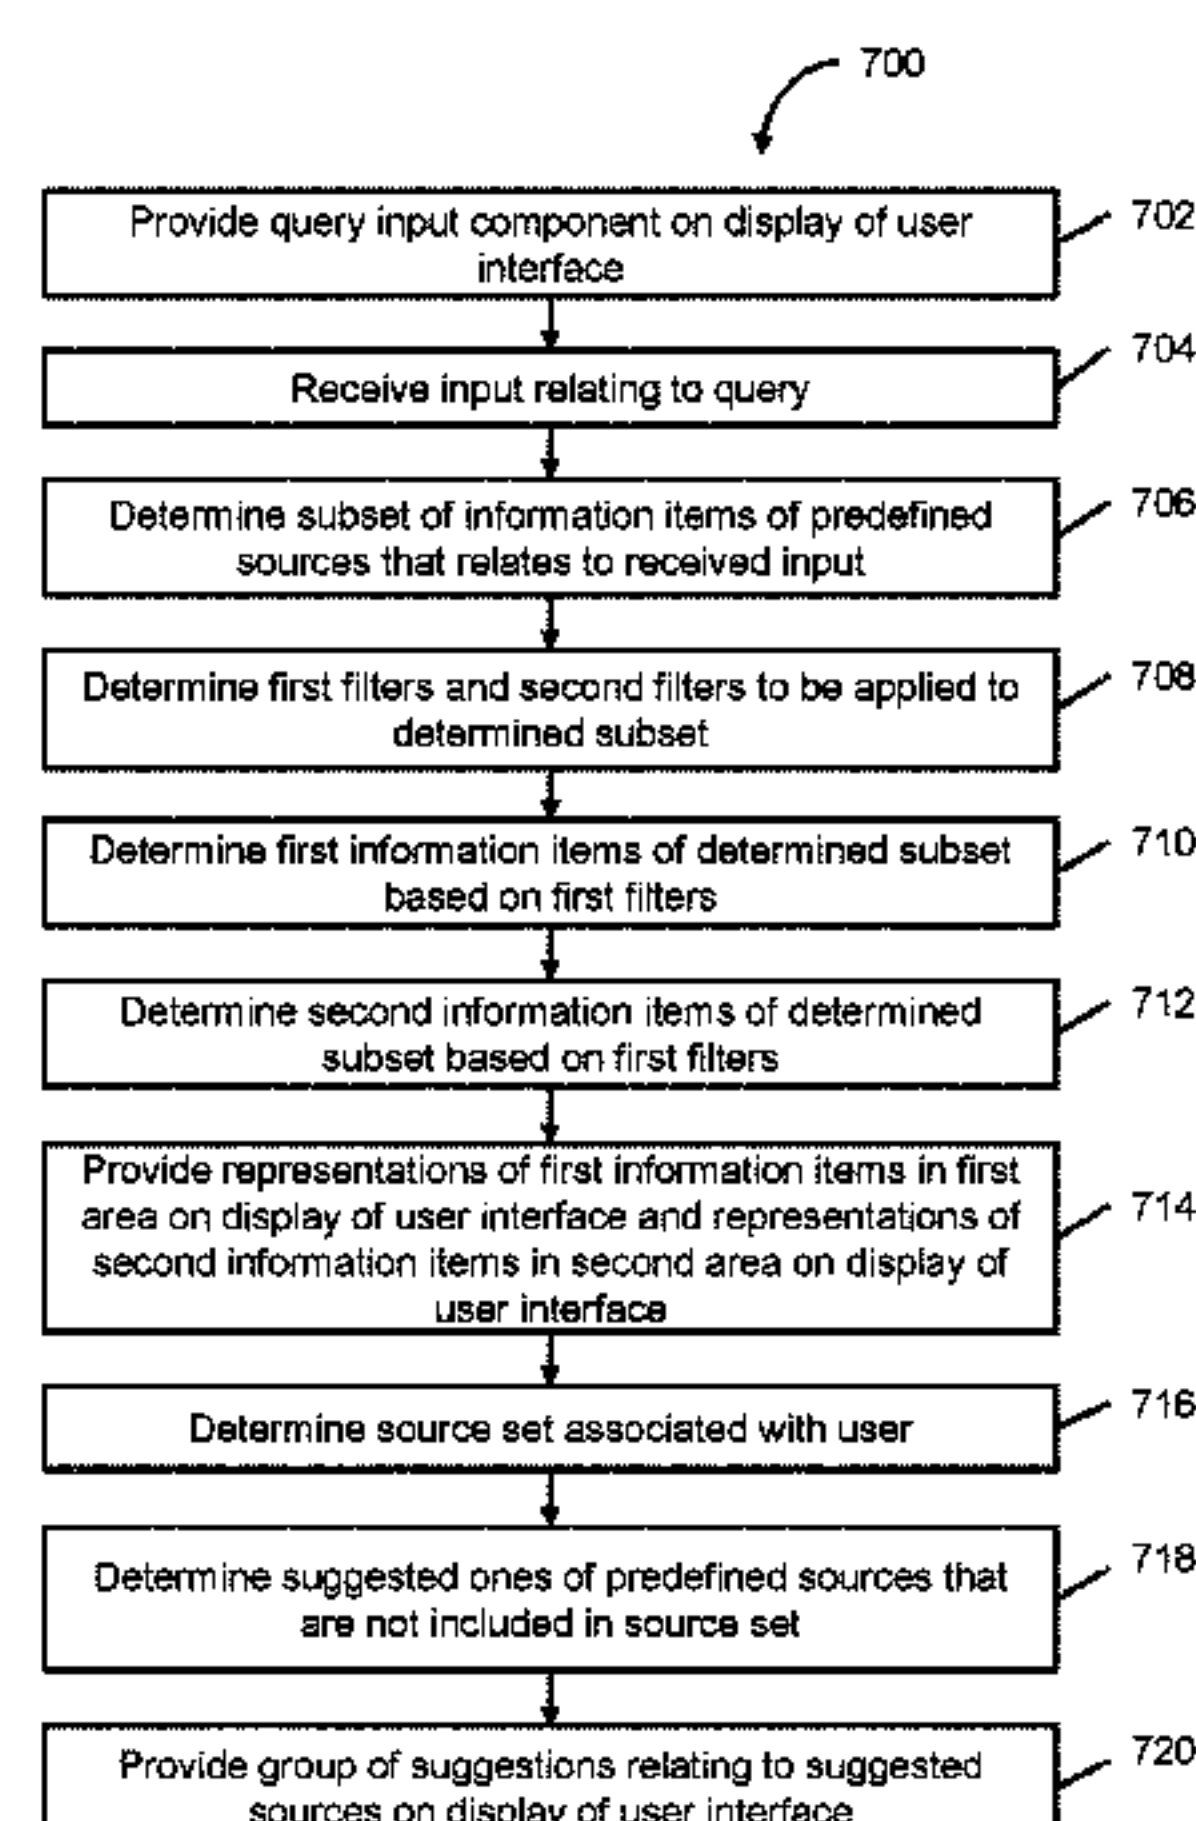 700
Provide query input component on display of user
interface
702
Receive input relating to query
704
Determine subset of information items of predefined
sources that relates to received input
706
Determine first filters and second filters to be applied to
determined subset
708
Determine first information items of determined subset
based on first filters
710
Determine second information items of determined
subset based on first filters
712
Provide representations of first information items in first
area on display of user interface and representations of
second information items in second area on display of
user interface
714
Determine source set associated with user
716
Determine suggested ones of predefined sources that
are not included in source set
718
Provide group of suggestions relating to suggested
sources on display of user interface
720